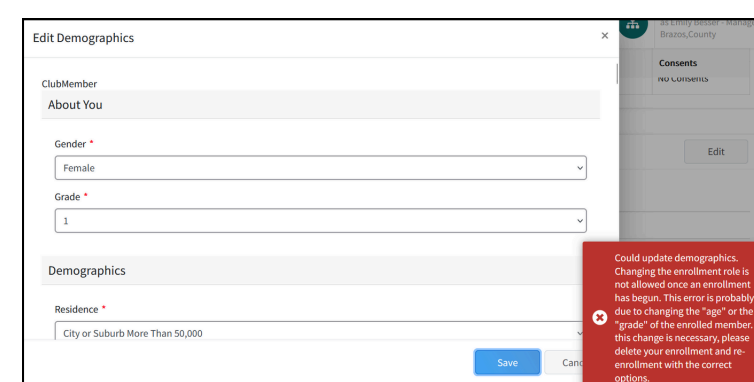 Edit Demographics
×
as Emily Besser - Manage
Brazos,County
Consents
No Consents
ClubMember
About You
Gender *
Female
Edit
Grade *
1
Demographics
Residence *
City or Suburb More Than 50,000
Save
Canc
Could update demographics.
Changing the enrollment role is
not allowed once an enrollment
has begun. This error is probably
due to changing the "age" or the
"grade" of the enrolled member.
this change is necessary, please
delete your enrollment and re-
enrollment with the correct
options.